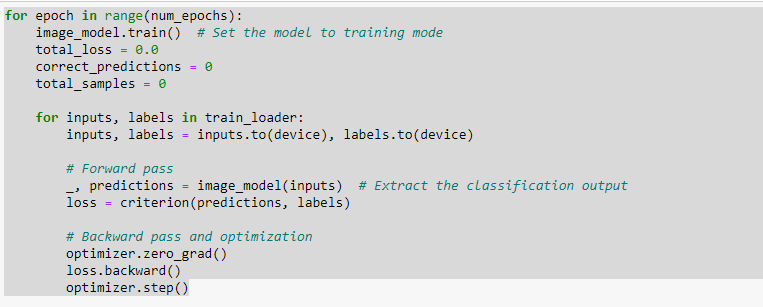 for epoch in range(num_epochs):
    image_model.train()  # Set the model to training mode
    total_loss = 0.0
    correct_predictions = 0
    total_samples = 0

    for inputs, labels in train_loader:
        inputs, labels = inputs.to(device), labels.to(device)

        # Forward pass
        _, predictions = image_model(inputs)  # Extract the classification output
        loss = criterion(predictions, labels)

        # Backward pass and optimization
        optimizer.zero_grad()
        loss.backward()
        optimizer.step()